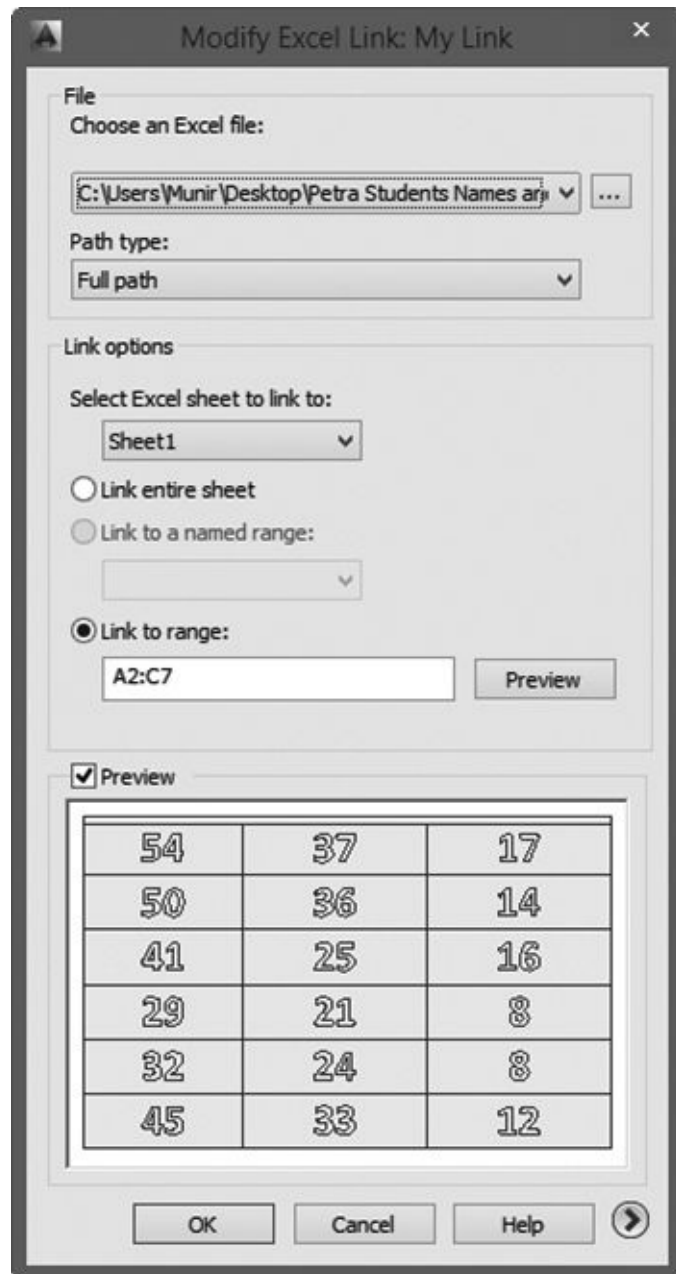 Modify Excel Link: My Link
File
Choose an Excel file:
C:\Users\Munir\Desktop\Petra Students Names
...
Path type:
Full path
Link options
Select Excel sheet to link to:
Sheet1
Link entire sheet
Link to a named range:
Link to range:
A2:C7 Preview
Preview
54 37 17
50 36 14
41 25 16
29 21 8
32 24 8
45 33 12
OK Cancel Help